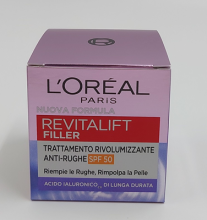 L'ORÉAL
PARIS
NUOVA FORMULA
REVITALIFT
FILLER
TRATTAMENTO RIVOLUMIZZANTE
ANTI-RUGHE SPF 50
Riempie le Rughe, Rimpolpa la Pelle
ACIDO IALURONICO DI LUNGA DURATA